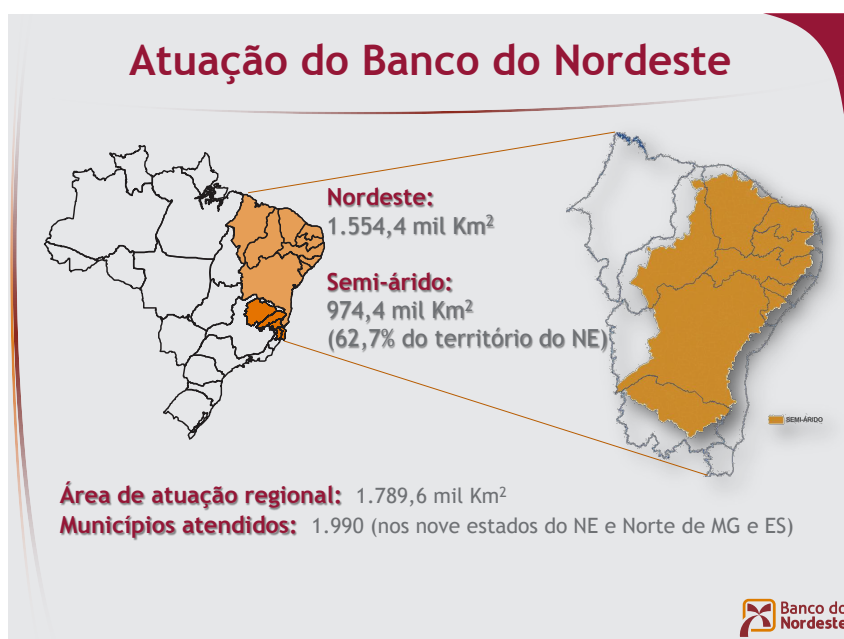 Atuação do Banco do Nordeste
Nordeste:
1.554,4 mil Km²
Semi-árido:
974,4 mil Km²
(62,7% do território do NE)
SEMI-ÁRIDO
Área de atuação regional: 1.789,6 mil Km²
Municípios atendidos: 1.990 (nos nove estados do NE e Norte de MG e ES)
Banco do
Nordeste